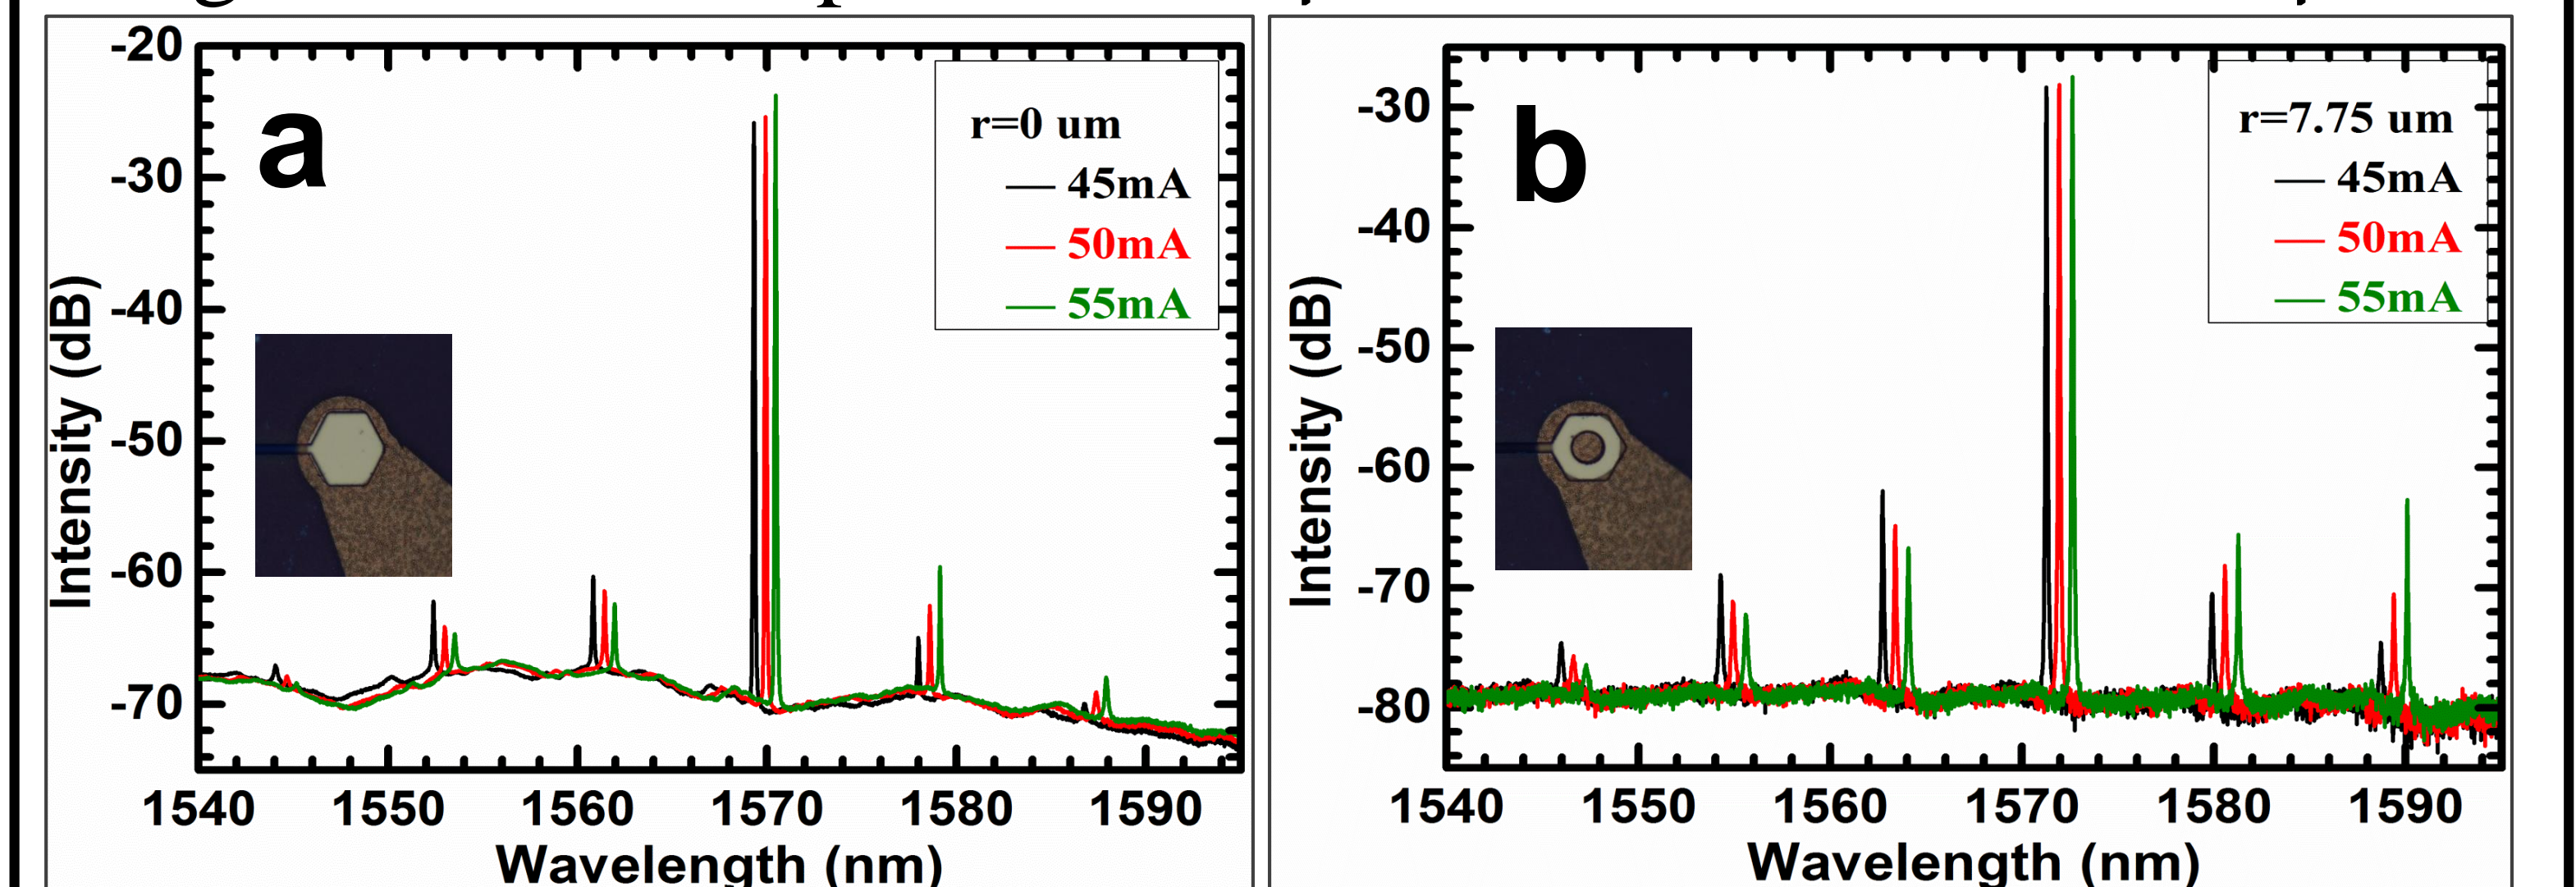 a
r=0 um
45mA
50mA
55mA
Intensity (dB)
-20
-30
-40
-50
-60
-70
1540 1550 1560 1570 1580 1590
Wavelength (nm)
b
r=7.75 um
45mA
50mA
55mA
Intensity (dB)
-30
-40
-50
-60
-70
-80
1540 1550 1560 1570 1580 1590
Wavelength (nm)